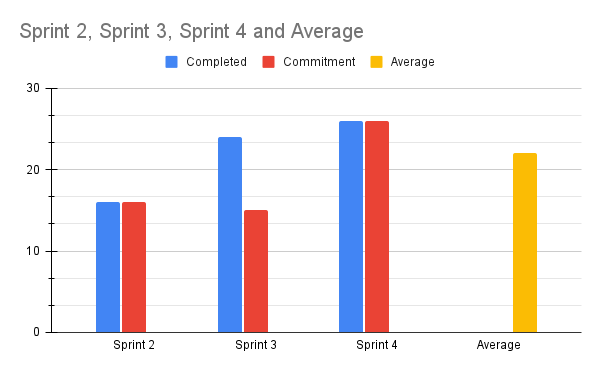 Sprint 2, Sprint 3, Sprint 4 and Average
Completed Commitment Average
30
20
10
0
Sprint 2 Sprint 3 Sprint 4 Average